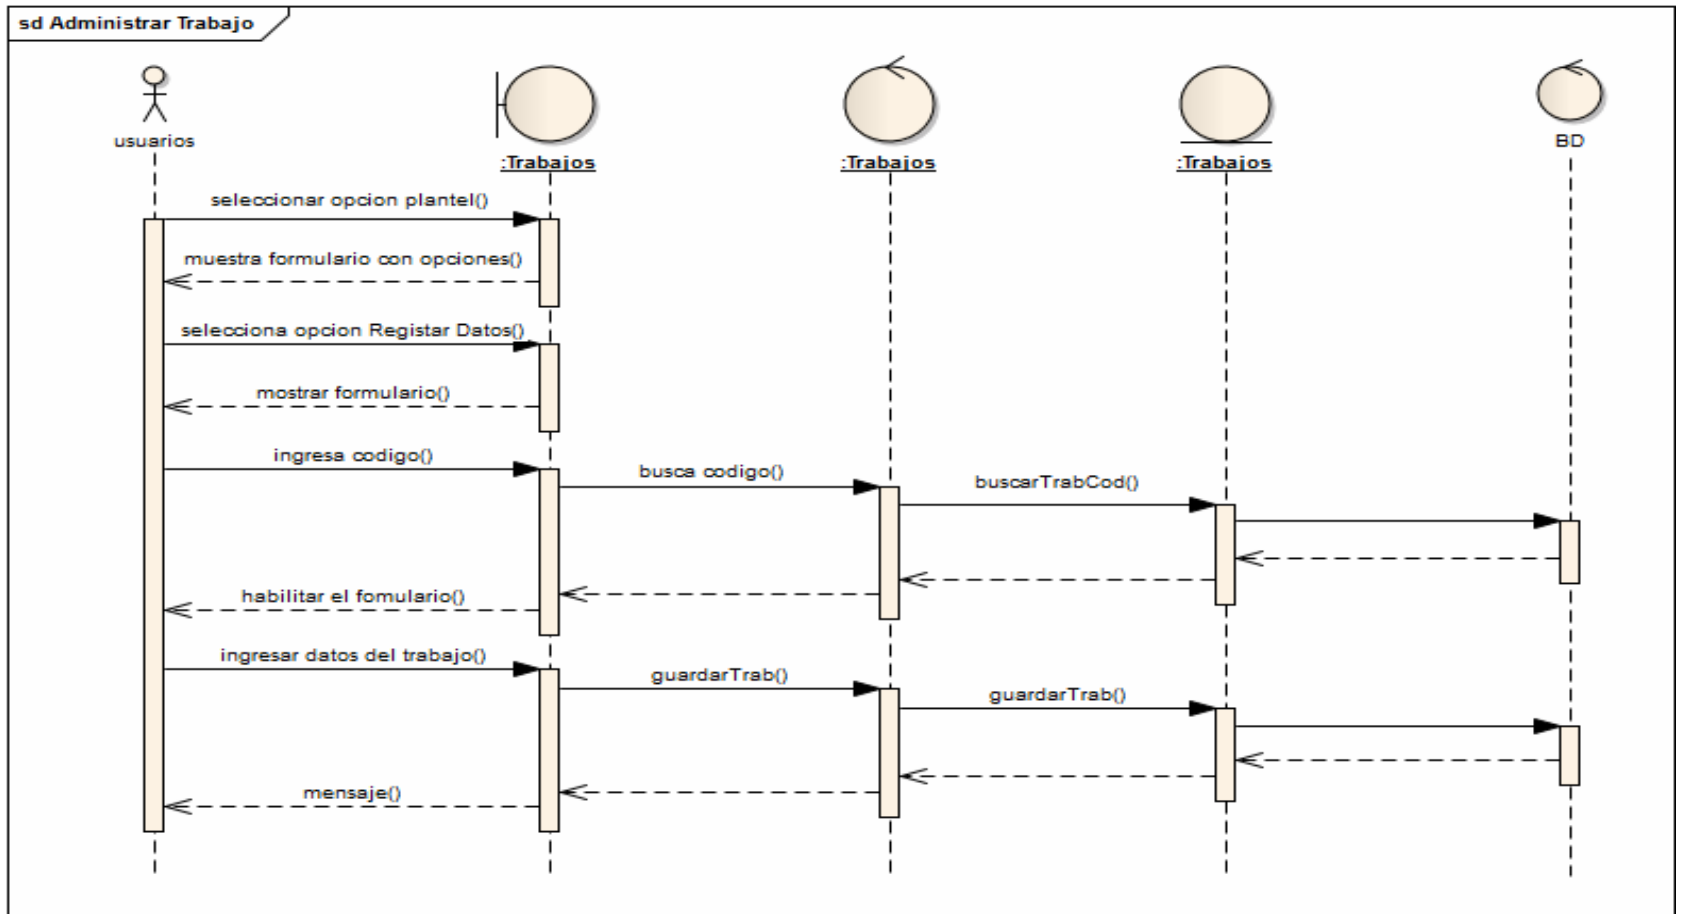 sd Administrar Trabajo
usuarios
:Trabajos
:Trabajos
:Trabajos
BD
seleccionar opcion plantel()
muestra formulario con opciones()
selecciona opcion Registar Datos()
mostrar formulario()
ingresa codigo()
busca codigo()
buscarTrabCod()
habilitar el fomulario()
ingresar datos del trabajo()
guardarTrab()
guardarTrab()
mensaje()